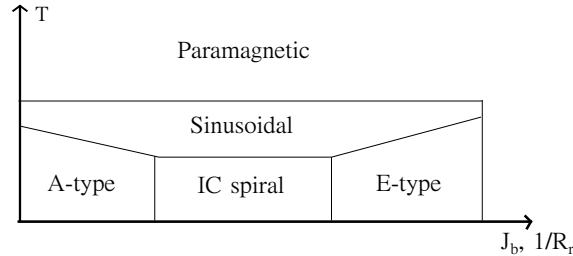 T
Paramagnetic
Sinusoidal
A-type IC spiral E-type
J_b, 1/R_r